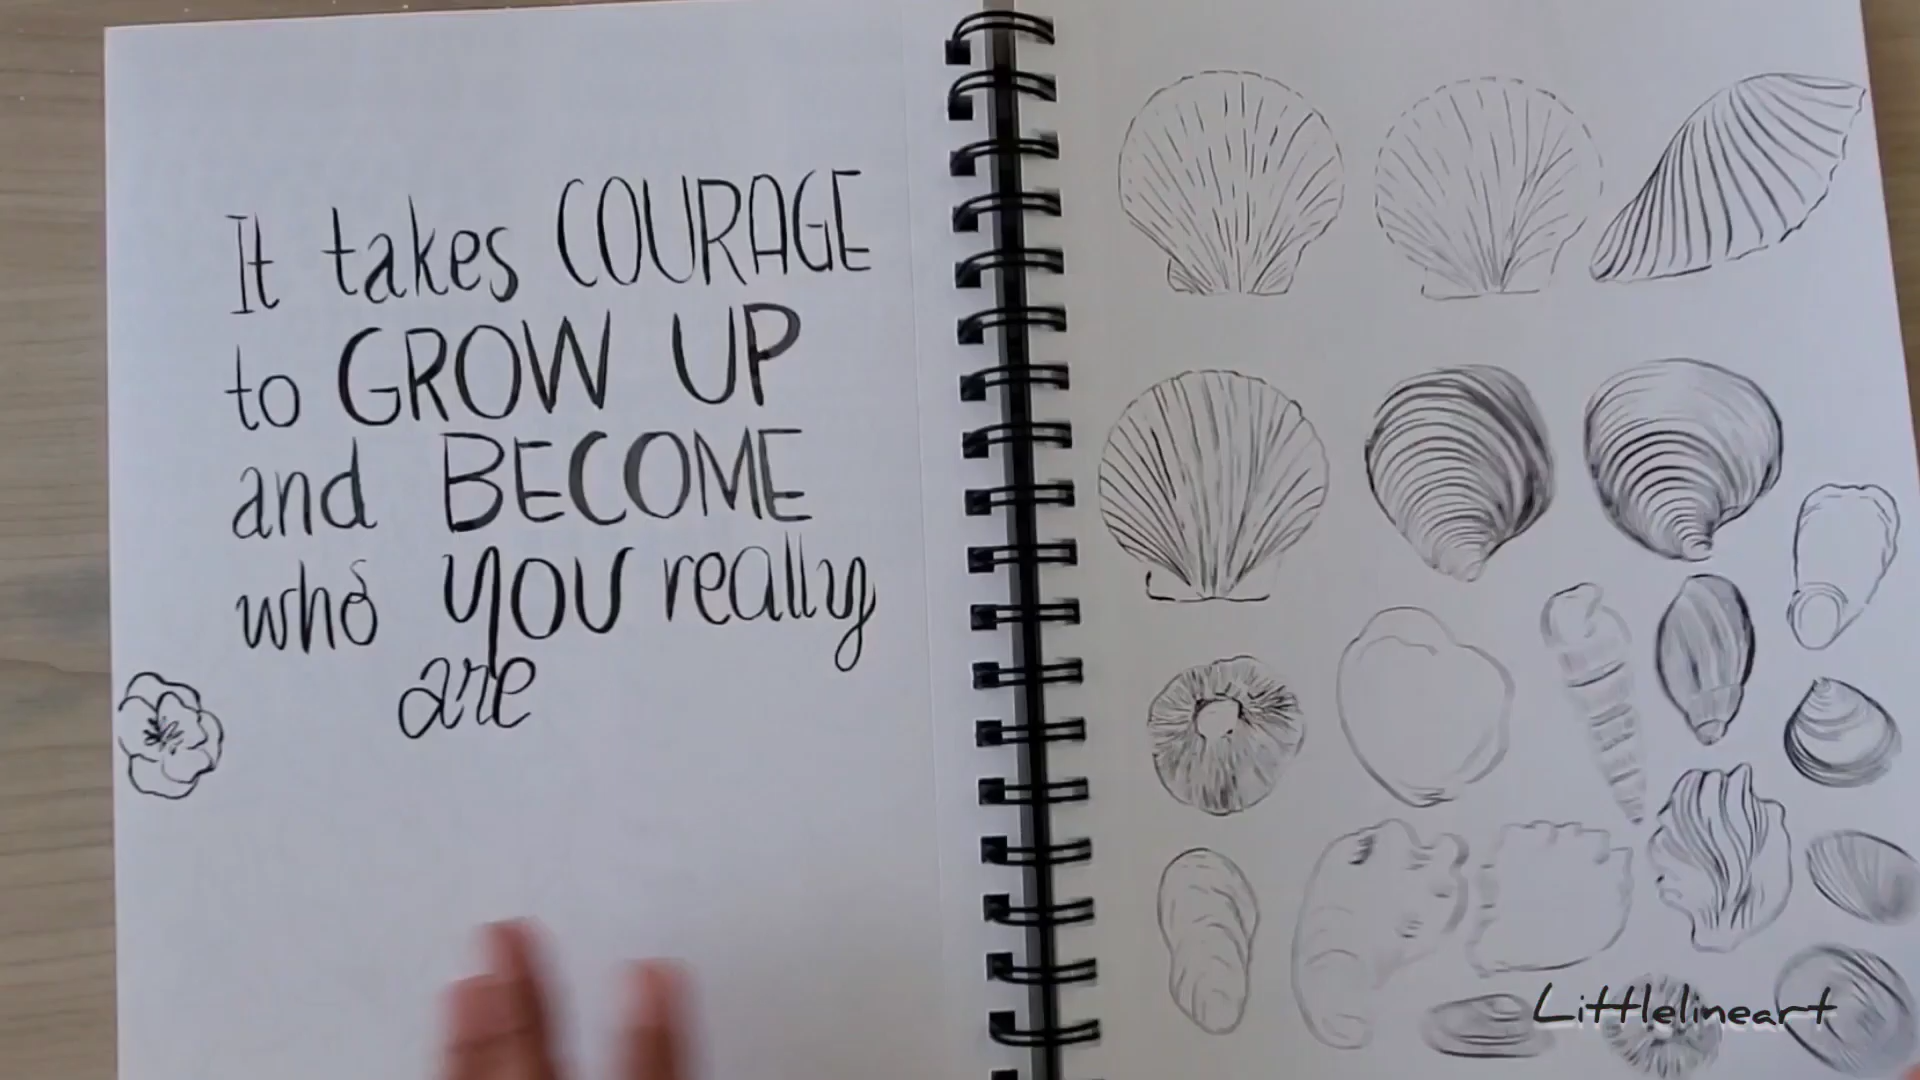 It takes COURAGE
to GROW UP
and BECOME
who you really
are
Littlelineart